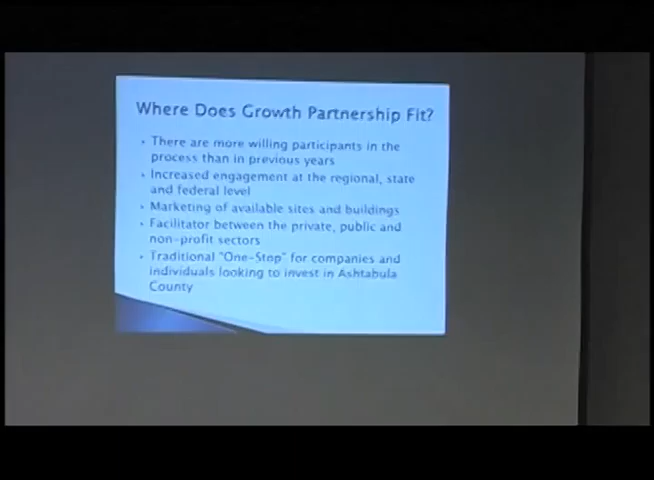 Where Does Growth Partnership Fit?
• There are more willing participants in the
process than in previous years
• Increased engagement at the regional, state
and federal level
• Marketing of available sites and buildings
• Facilitator between the private, public and
non-profit sectors
• Traditional "One-Stop" for companies and
individuals looking to invest in Ashtabula
County